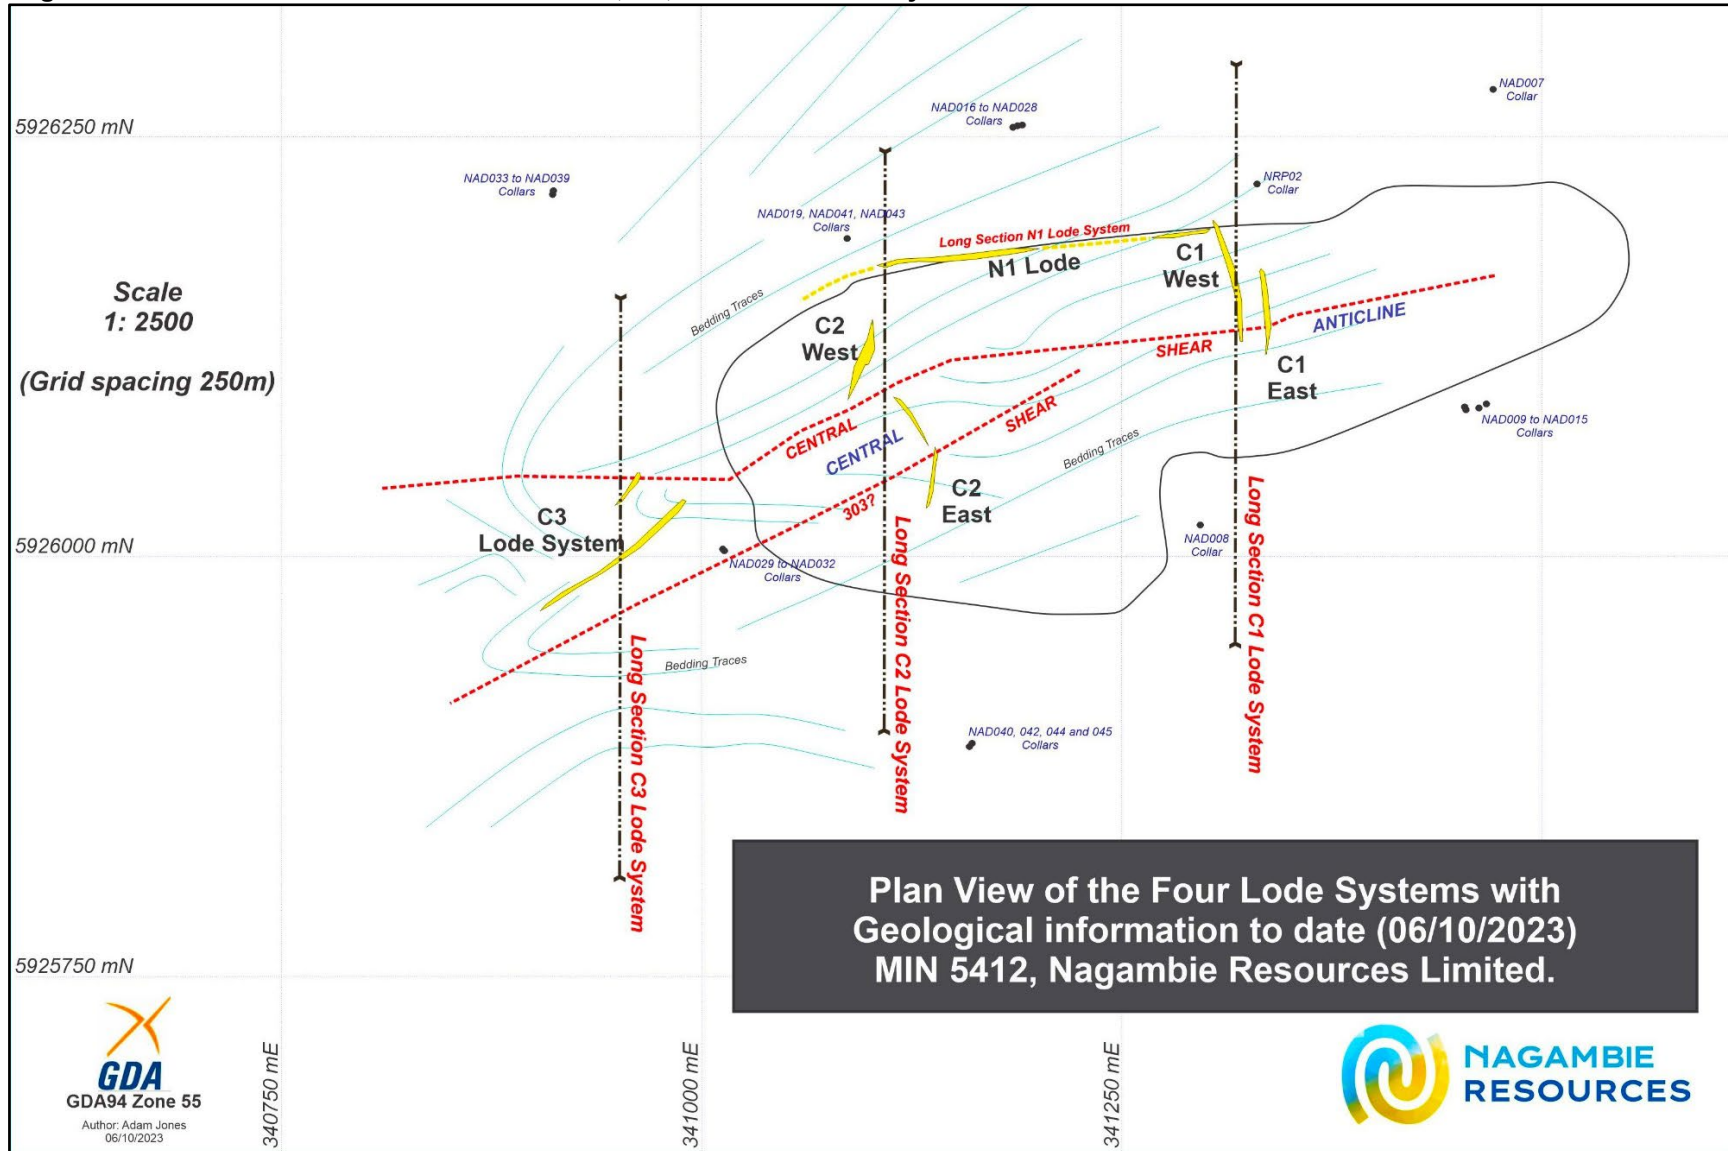 5926250 mN
NAD016 to NAD028
Collars
NAD007
Collar
NAD033 to NAD039
Collars
NRP02
Collar
NAD019, NAD041, NAD043
Collars
Long Section N1 Lode System
N1 Lode
C1
West
Scale
1: 2500
(Grid spacing 250m)
Bedding Traces
C2
West
ANTICLINE
SHEAR
C1
East
SHEAR
CENTRAL
CENTRAL
Bedding Traces
NAD009 to NAD015
Collars
C2
East
303?
C3
Lode System
5926000 mN
NAD008
Collar
NAD029 to NAD032
Collars
Long Section C3 Lode System
Long Section C2 Lode System
Long Section C1 Lode System
Bedding Traces
NAD040, 042, 044 and 045
Collars
Plan View of the Four Lode Systems with
Geological information to date (06/10/2023)
MIN 5412, Nagambie Resources Limited.
5925750 mN
GDA
GDA94 Zone 55
Author: Adam Jones
06/10/2023
340750 mE
341000 mE
341250 mE
NAGAMBIE
RESOURCES